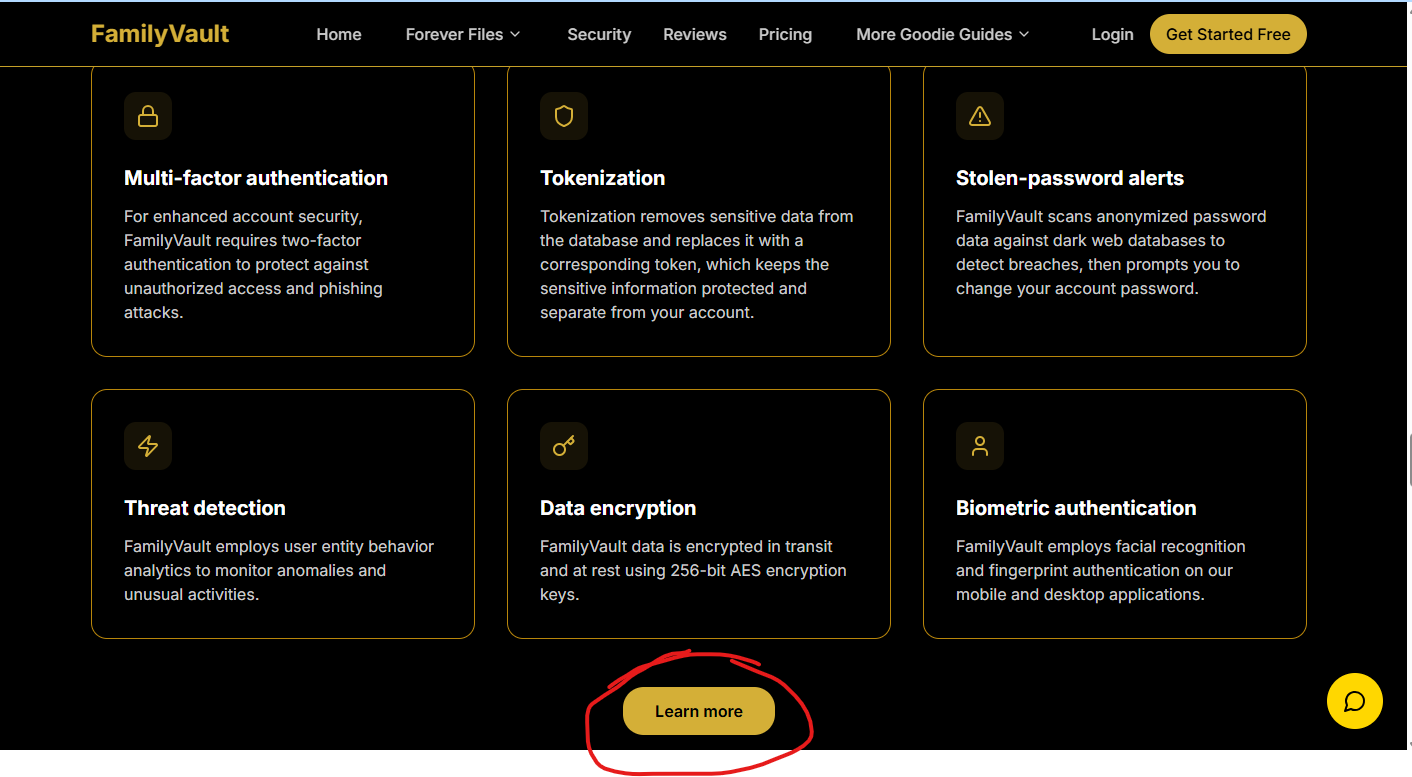 FamilyVault Home Forever Files Security Reviews Pricing More Goodie Guides Login Get Started Free
Multi-factor authentication
For enhanced account security,
FamilyVault requires two-factor
authentication to protect against
unauthorized access and phishing
attacks.
Tokenization
Tokenization removes sensitive data from
the database and replaces it with a
corresponding token, which keeps the
sensitive information protected and
separate from your account.
Stolen-password alerts
FamilyVault scans anonymized password
data against dark web databases to
detect breaches, then prompts you to
change your account password.
Threat detection
FamilyVault employs user entity behavior
analytics to monitor anomalies and
unusual activities.
Data encryption
FamilyVault data is encrypted in transit
and at rest using 256-bit AES encryption
keys.
Biometric authentication
FamilyVault employs facial recognition
and fingerprint authentication on our
mobile and desktop applications.
Learn more